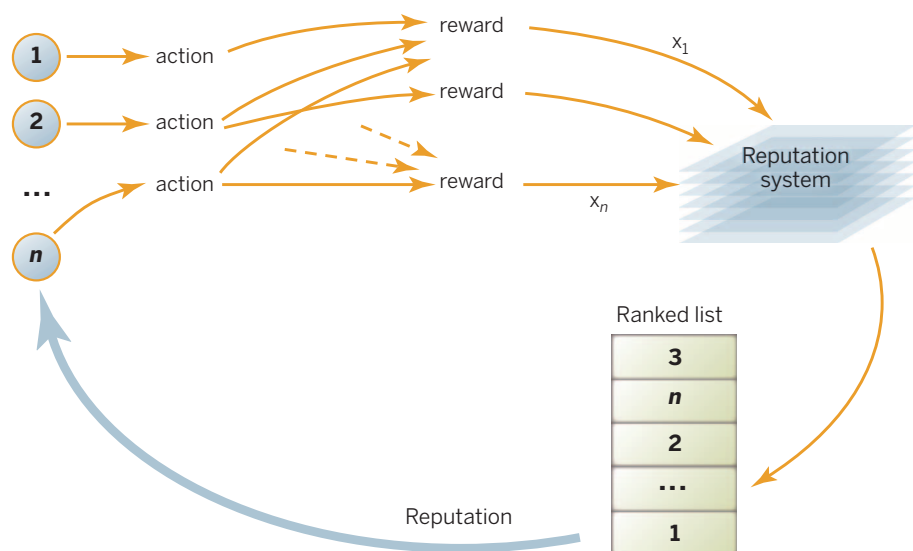 1
action
reward
x1
2
action
reward
...
action
reward
xn
n
Reputation
system
Ranked list
3
n
2
...
1
Reputation